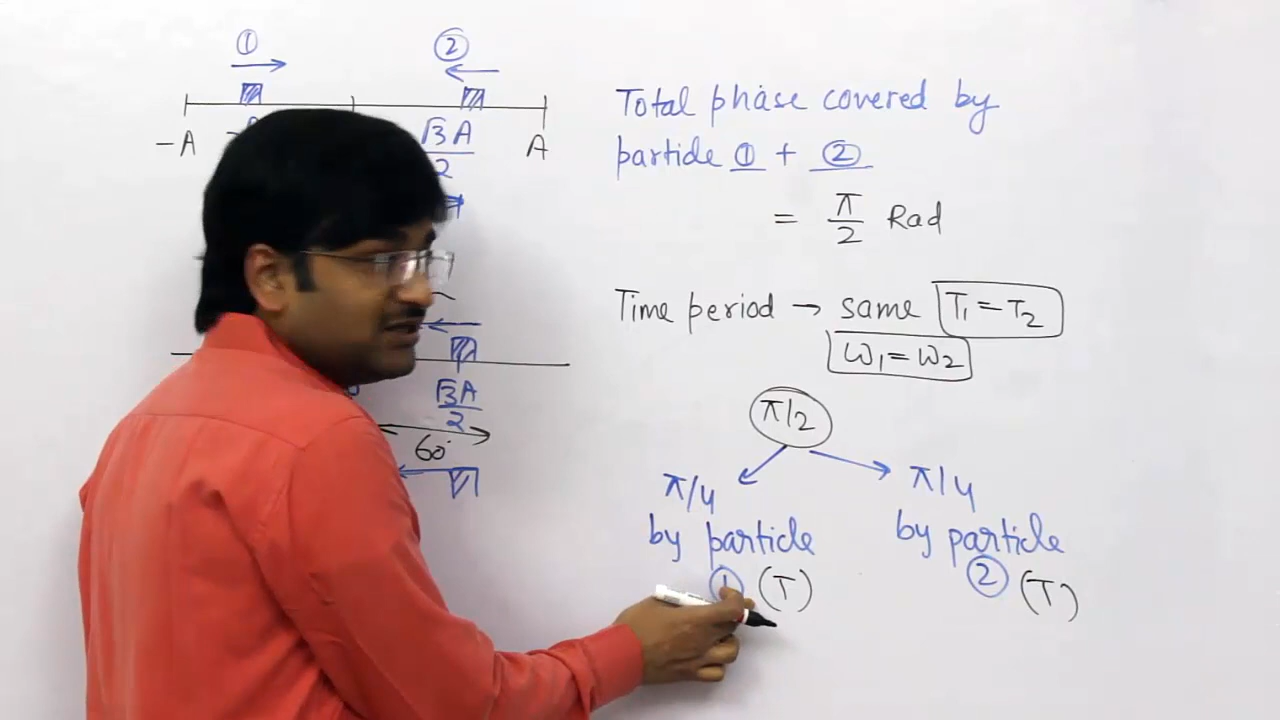 ① ②
-A √3A/2 A
√3A/2
60°
Total phase covered by
particle ① + ②
= π/2 Rad
Time period → same T₁=T₂
ω₁=ω₂
π/2
π/4 π/4
by particle by particle
① (T) ② (T)